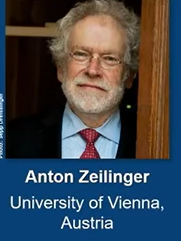 Anton Zeilinger
University of Vienna,
Austria